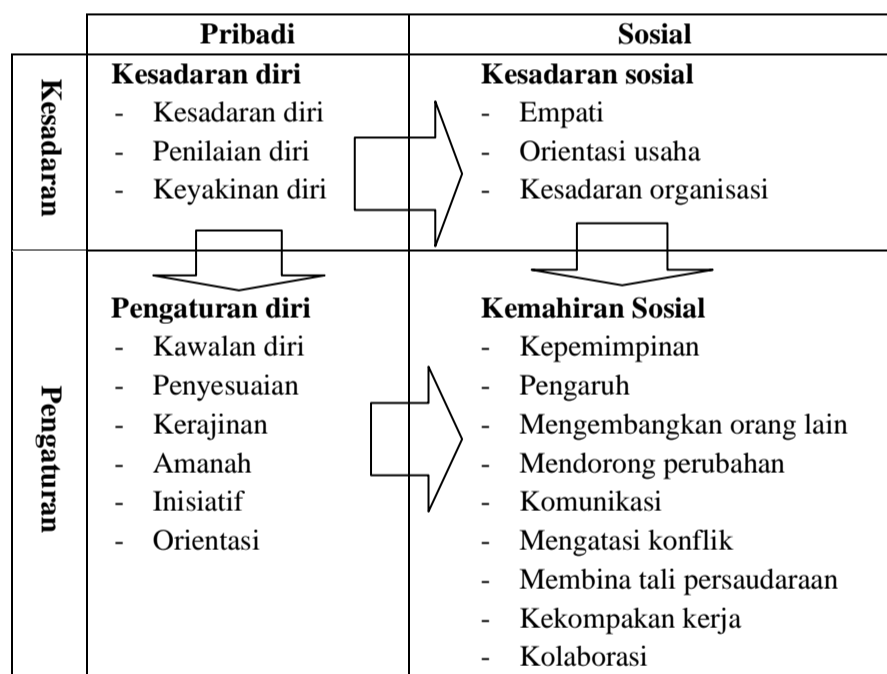 Pribadi
Sosial
Kesadaran
Kesadaran diri
- Kesadaran diri
- Penilaian diri
- Keyakinan diri
Kesadaran sosial
- Empati
- Orientasi usaha
- Kesadaran organisasi
Pengaturan
Pengaturan diri
- Kawalan diri
- Penyesuaian
- Kerajinan
- Amanah
- Inisiatif
- Orientasi
Kemahiran Sosial
- Kepemimpinan
- Pengaruh
- Mengembangkan orang lain
- Mendorong perubahan
- Komunikasi
- Mengatasi konflik
- Membina tali persaudaraan
- Kekompakan kerja
- Kolaborasi